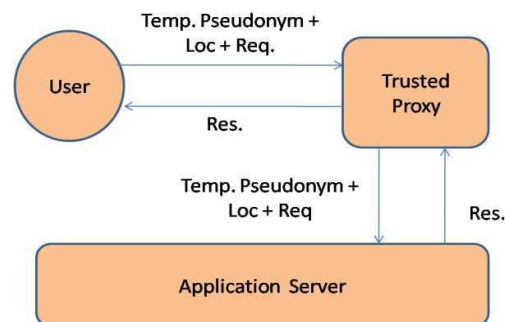 Temp. Pseudonym +
Loc + Req.
User
Trusted
Proxy
Res.
Temp. Pseudonym +
Loc + Req
Res.
Application Server